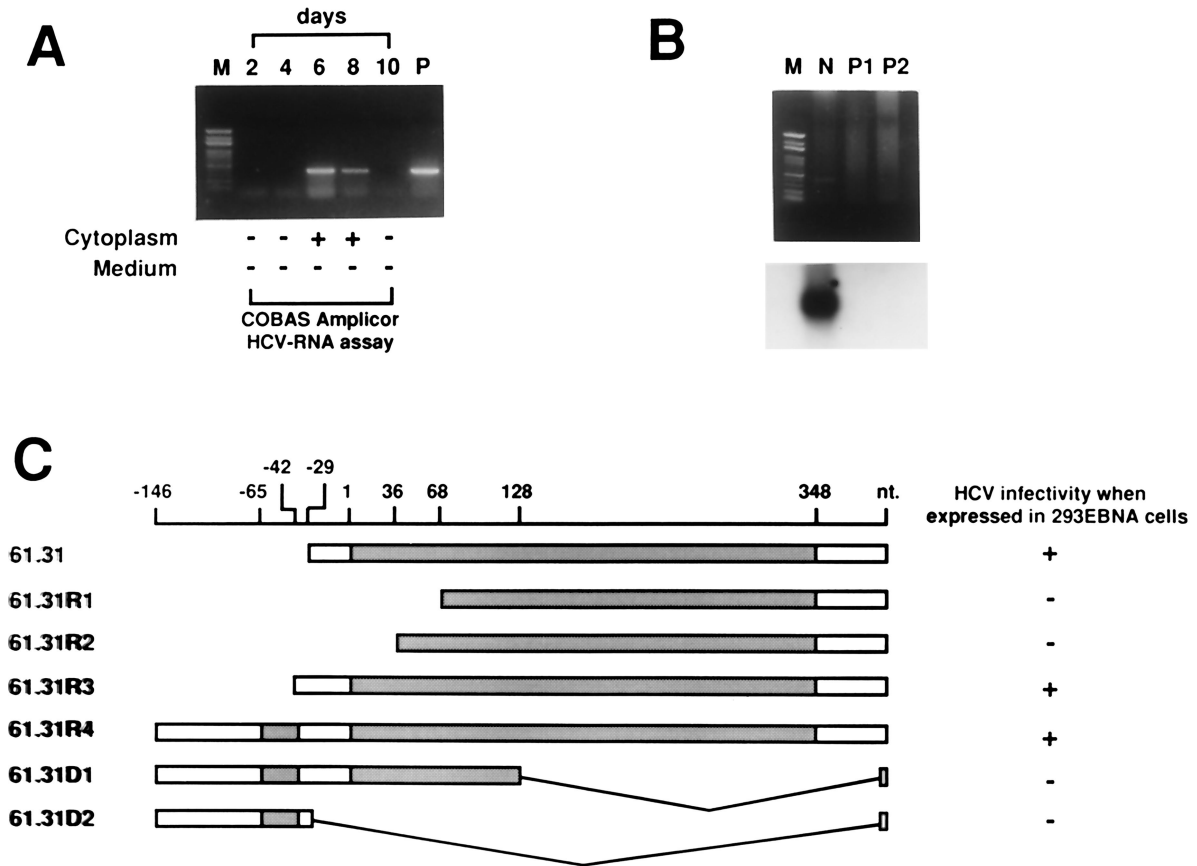 A
days
M 2 4 6 8 10 P
Cytoplasm - - + + -
Medium - - - - -
COBAS Amplicor
HCV-RNA assay
B
M N P1 P2
C
-42 -29
-146 -65 1 36 68 128 348 nt.
HCV infectivity when
expressed in 293EBNA cells
61.31 +
61.31R1 -
61.31R2 -
61.31R3 +
61.31R4 +
61.31D1 -
61.31D2 -